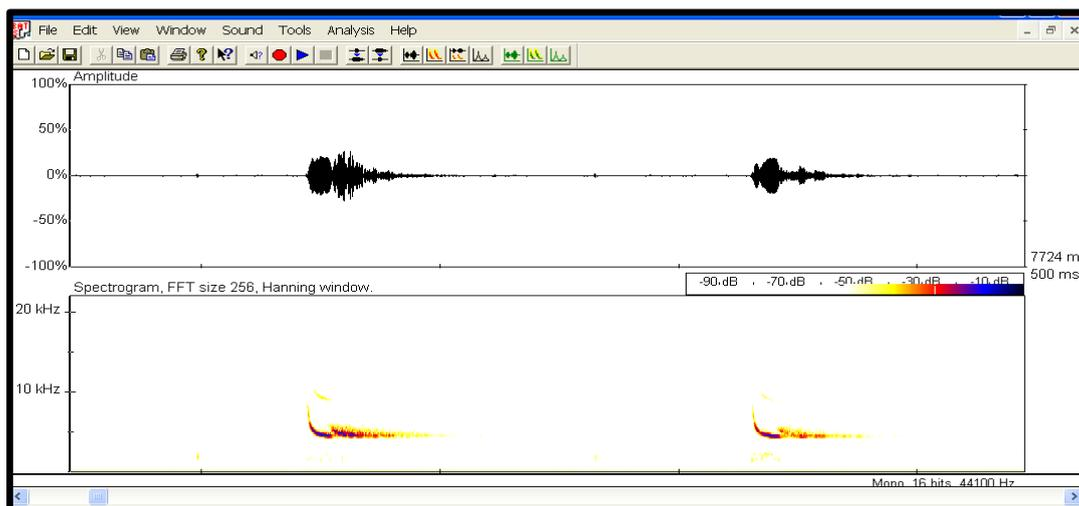 File Edit View Window Sound Tools Analysis Help
Amplitude
100%
50%
0%
-50%
-100%
7724 m
500 ms
-90 dB -70 dB -50 dB -30 dB -10 dB
Spectrogram, FFT size 256, Hanning window.
20 kHz
10 kHz
Mono, 16 bits, 44100 Hz